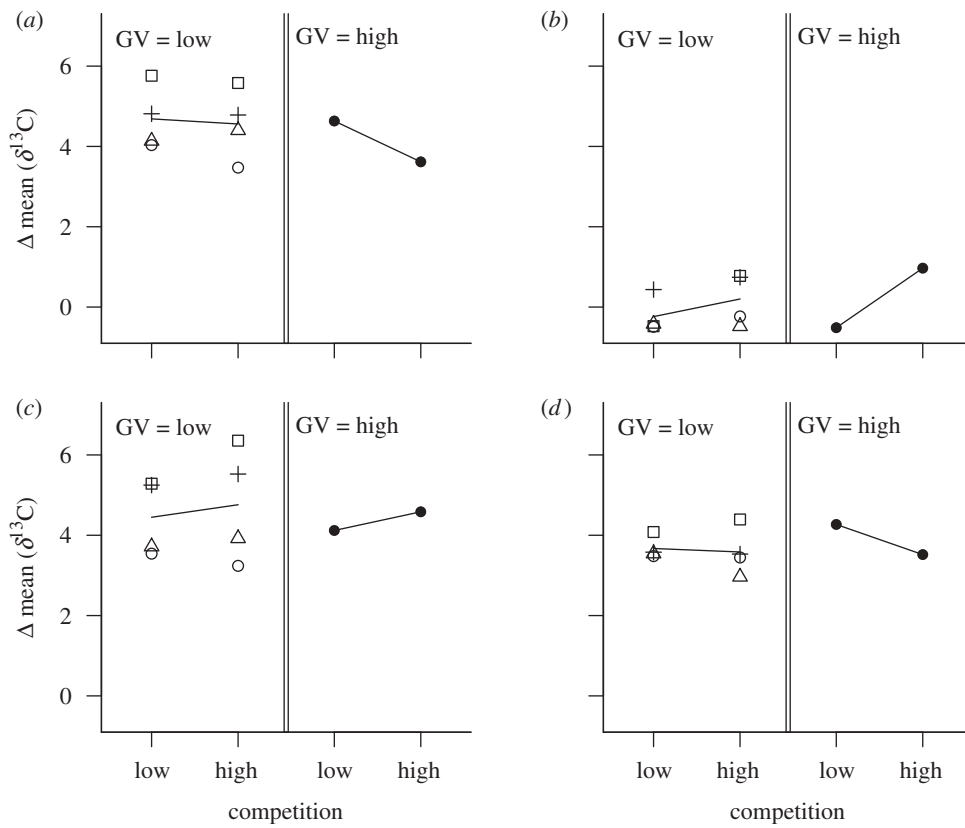 (a)
GV = low
GV = high
6
4
2
0
Δ mean (δ¹³C)
(b)
GV = low
GV = high
(c)
GV = low
GV = high
6
4
2
0
Δ mean (δ¹³C)
low
high
low
high
competition
(d)
GV = low
GV = high
low
high
low
high
competition